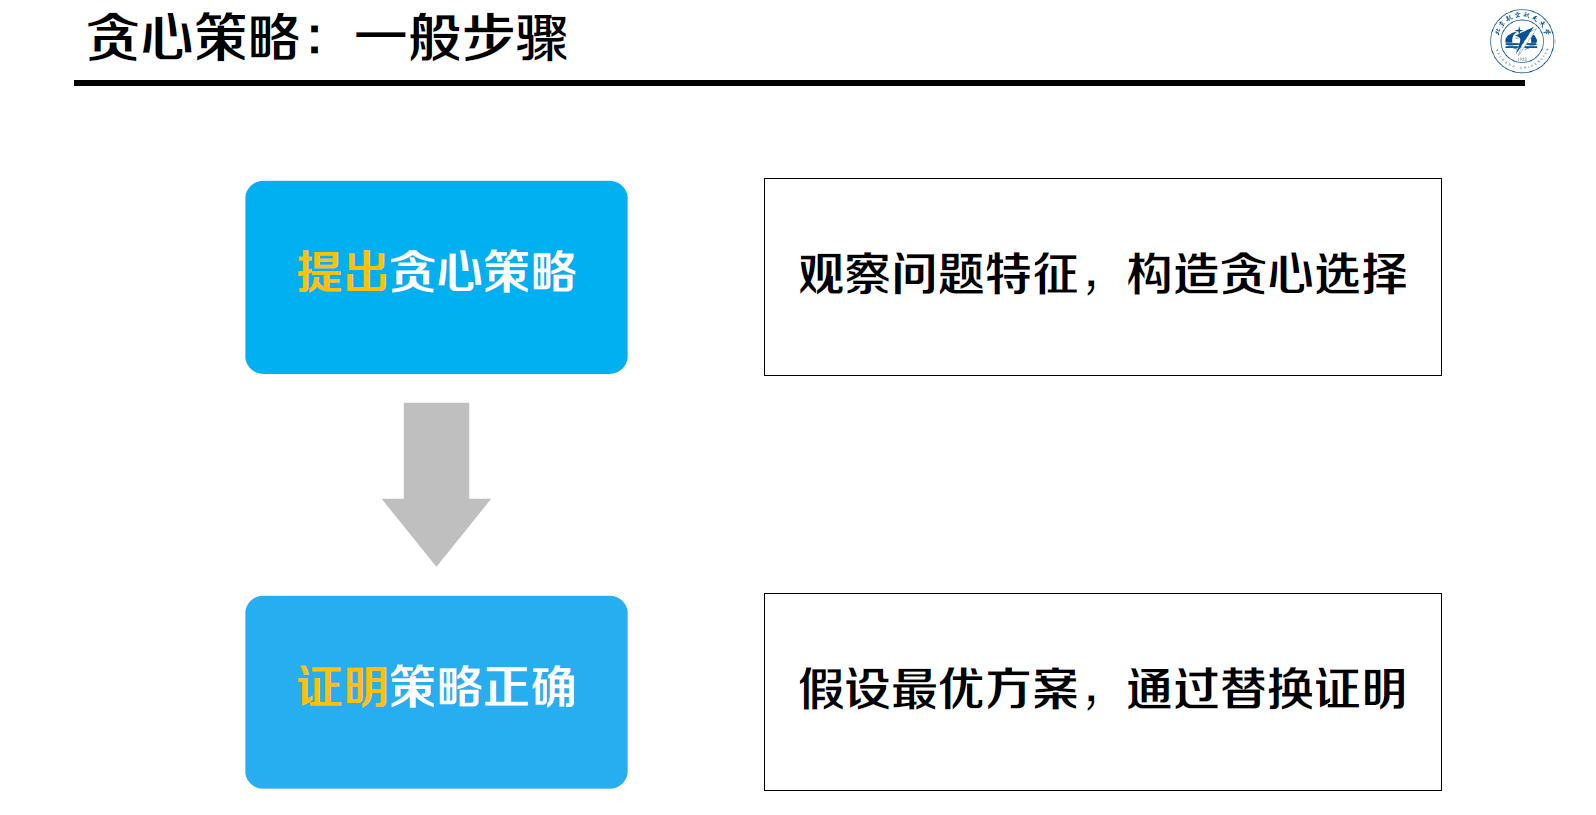 贪心策略：一般步骤
提出贪心策略
观察问题特征，构造贪心选择
证明策略正确
假设最优方案，通过替换证明